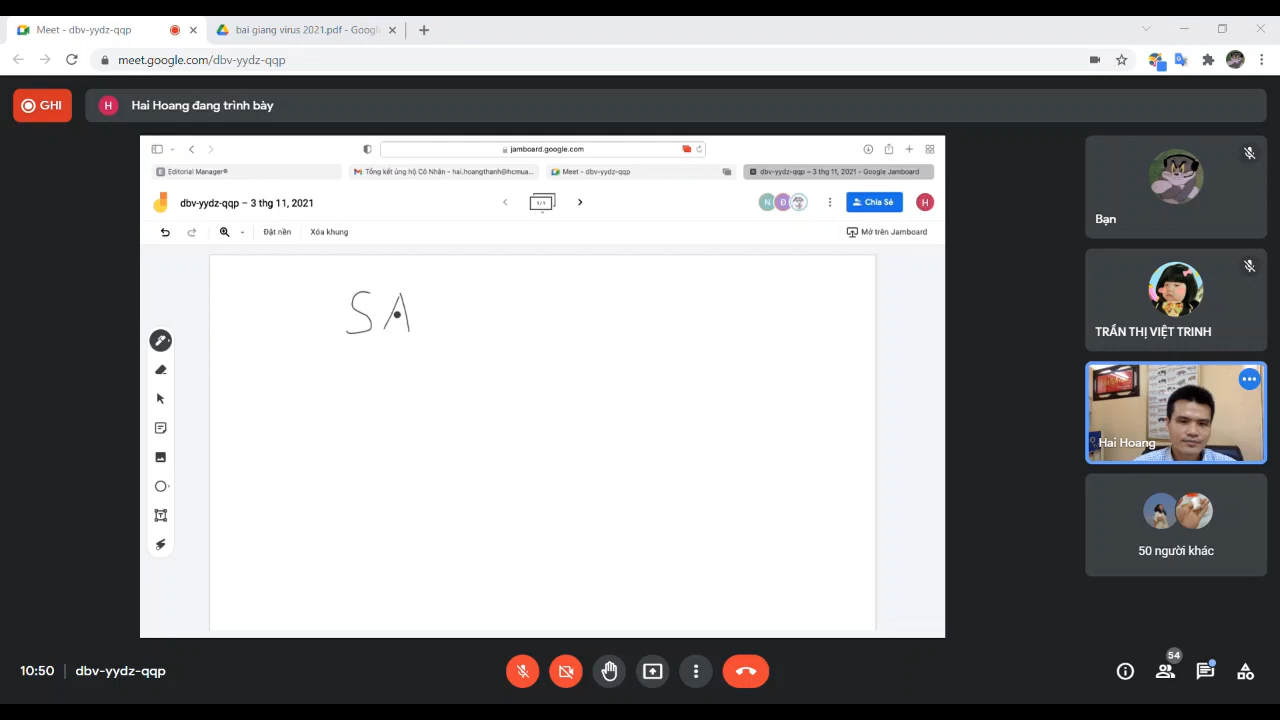 Meet - dbv-yydz-qqp
bai giang virus 2021.pdf - Google
meet.google.com/dbv-yydz-qqp
GHI
H
Hai Hoang đang trình bày
jamboard.google.com
E Editorial Manager®
Tổng kết ủng hộ Cô Nhân - hai.hoangthanh@hcmua...
Meet - dbv-yydz-qqp
dbv-yydz-qqp – 3 thg 11, 2021 - Google Jamboard
dbv-yydz-qqp – 3 thg 11, 2021
1/1
N
Đ
Chia Sẻ
H
Đặt nền
Xóa khung
Mở trên Jamboard
SA
Bạn
TRẦN THỊ VIỆT TRINH
Hai Hoang
50 người khác
10:50
dbv-yydz-qqp
54